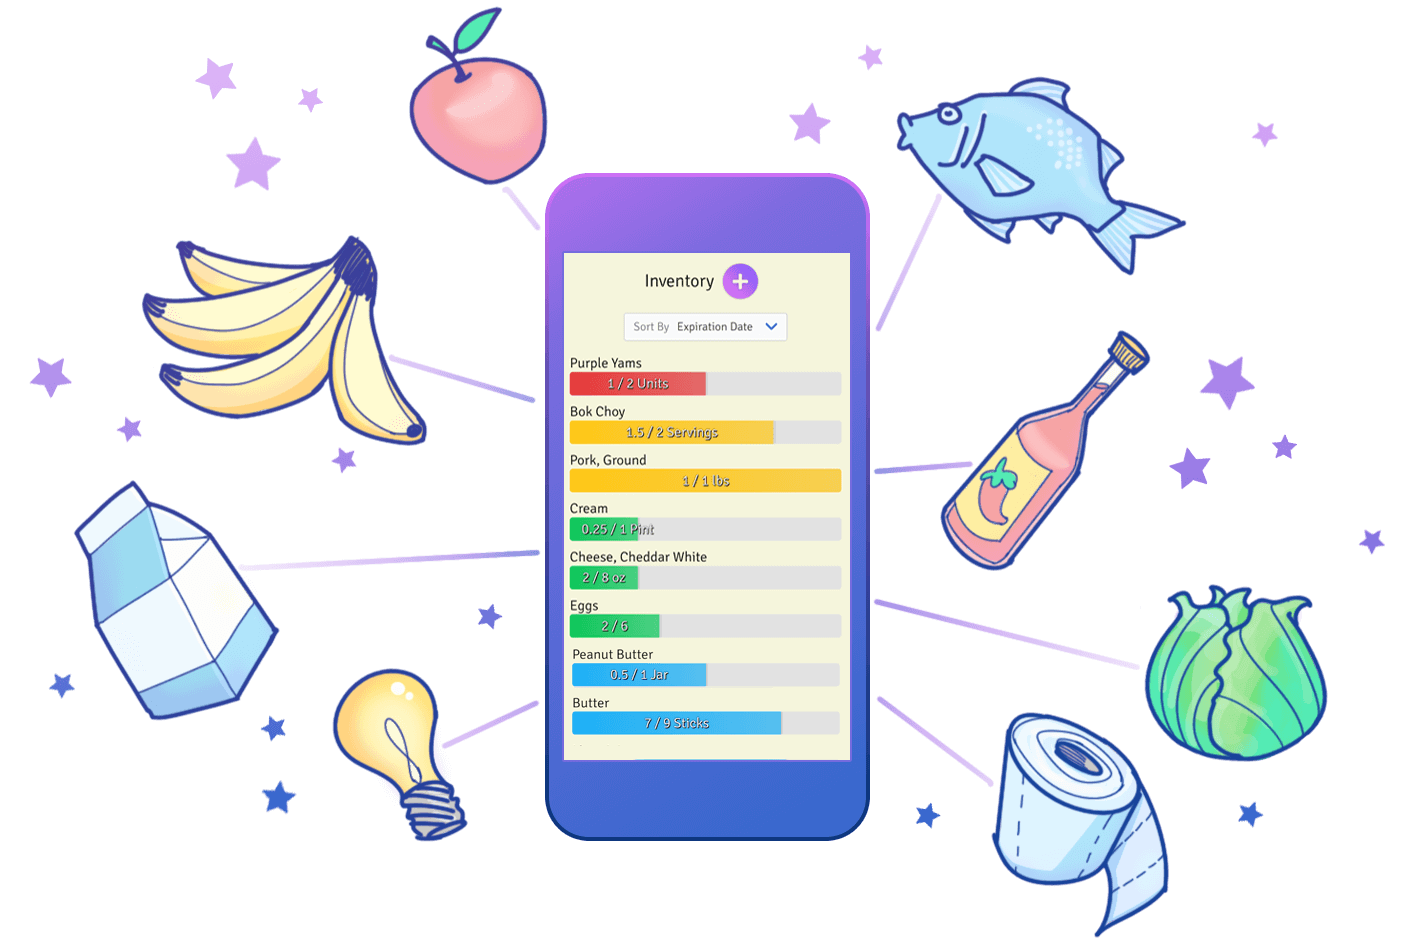 Inventory
Sort By Expiration Date
Purple Yams
1 / 2 Units
Bok Choy
1.5 / 2 Servings
Pork, Ground
1 / 1 lbs
Cream
0.25 / 1 Pint
Cheese, Cheddar White
2 / 8 oz
Eggs
2 / 6
Peanut Butter
0.5 / 1 Jar
Butter
7 / 9 Sticks